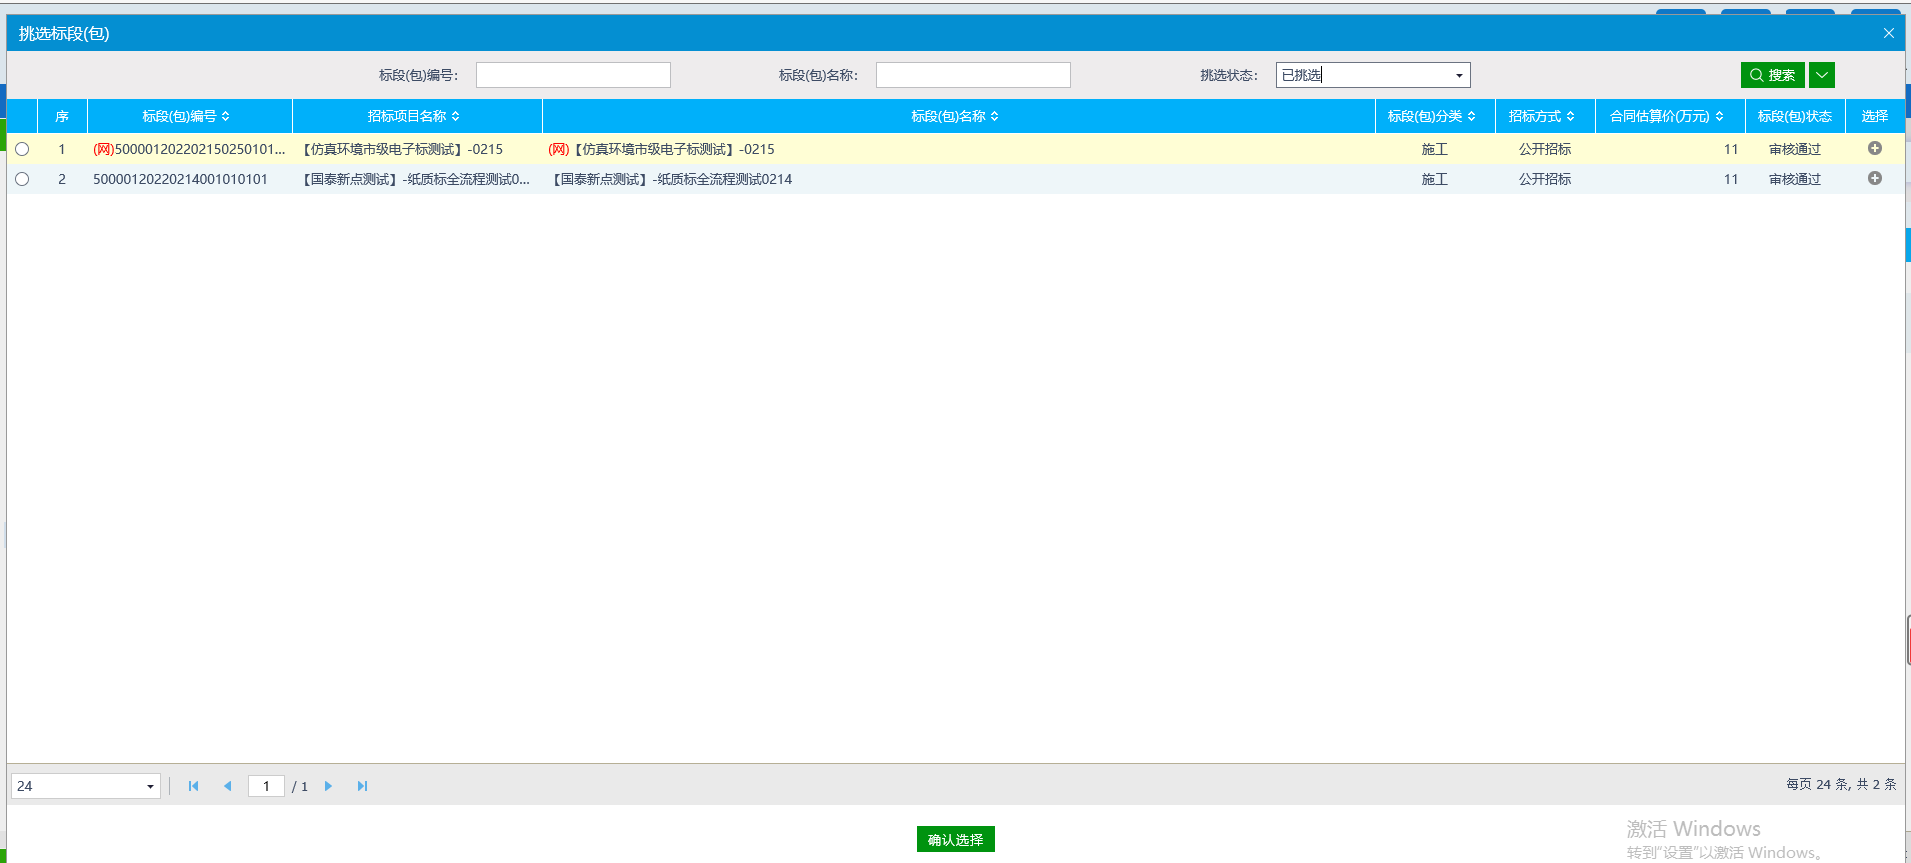 挑选标段(包)
标段(包)编号： 标段(包)名称： 挑选状态： 已挑选 搜索
序 标段(包)编号 招标项目名称 标段(包)名称 标段(包)分类 招标方式 合同估算价(万元) 标段(包)状态 选择
1 (网)500001202202150250101... 【仿真环境市级电子标测试】-0215 (网)【仿真环境市级电子标测试】-0215 施工 公开招标 11 审核通过
2 50000120220214001010101 【国泰新点测试】-纸质标全流程测试0... 【国泰新点测试】-纸质标全流程测试0214 施工 公开招标 11 审核通过
24 1 / 1 每页 24 条, 共 2 条
确认选择
激活 Windows
转到"设置"以激活 Windows。